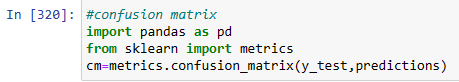 In [320]: #confusion matrix
import pandas as pd
from sklearn import metrics
cm=metrics.confusion_matrix(y_test,predictions)